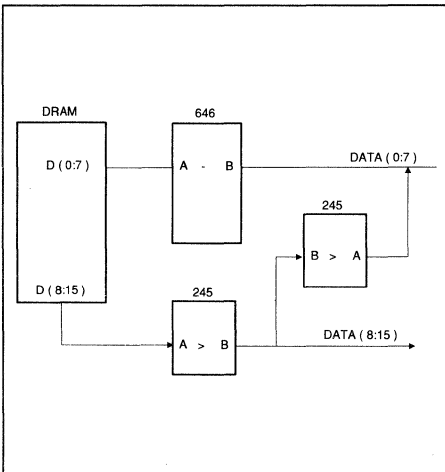 DRAM
646
D ( 0:7 )
A - B
DATA ( 0:7 )
245
B > A
D ( 8:15 )
245
A > B
DATA ( 8:15 )